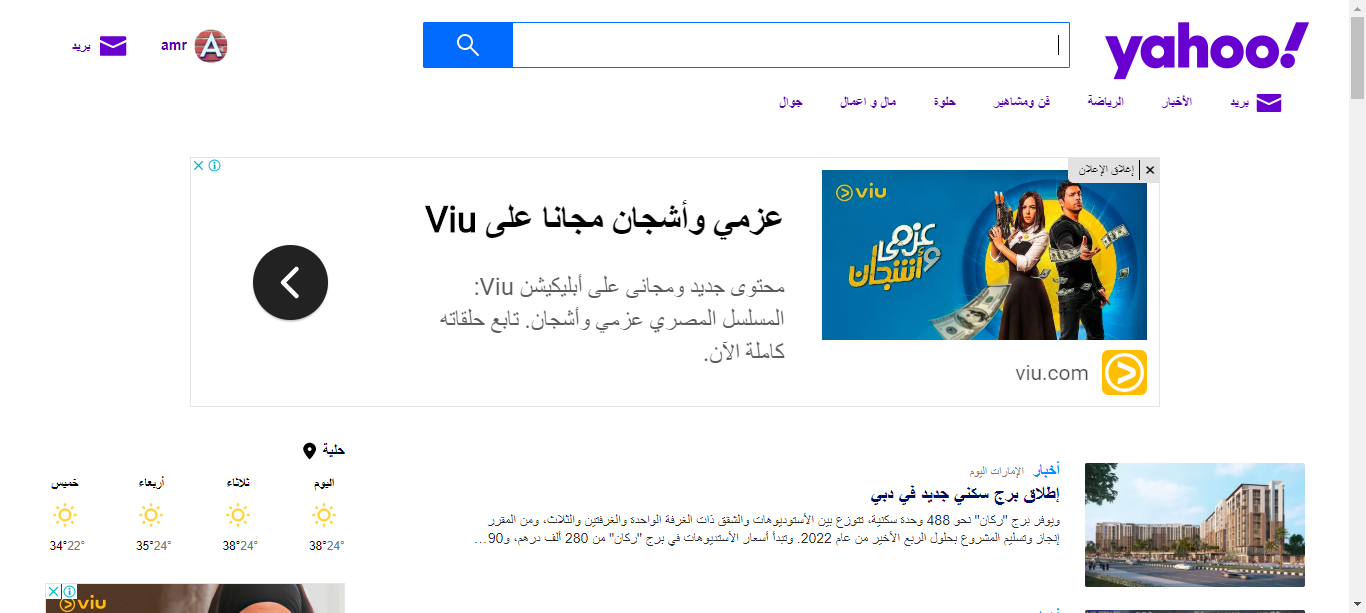 yahoo!
amr
بريد
بريد
الأخبار
الرياضة
فن ومشاهير
حلوة
مال و اعمال
جوال
إغلاق الإعلان
viu
عزمي
وأشجان
عزمي وأشجان مجانا على Viu
محتوى جديد ومجانى على أبليكيشن Viu:
المسلسل المصري عزمي وأشجان. تابع حلقاته
كاملة الآن.
viu.com
أخبار الإمارات اليوم
إطلاق برج سكني جديد في دبي
ويوفر برج "ركان" نحو 488 وحدة سكنية، تتوزع بين الأستوديوهات والشقق ذات الغرفة الواحدة والغرفتين والثلاث، ومن المقرر
إنجاز وتسليم المشروع بحلول الربع الأخير من عام 2022. وتبدأ أسعار الأستديوهات في برج "ركان" من 280 ألف درهم، و90...
حلبة
اليوم ثلاثاء أربعاء خميس
38°24° 38°24° 35°24° 34°22°
viu